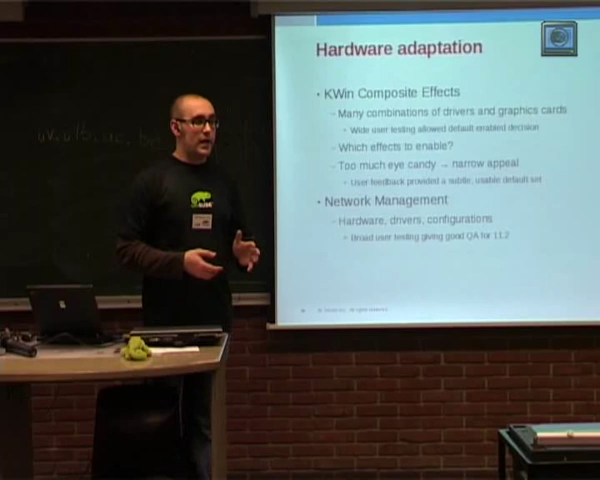 Hardware adaptation
• KWin Composite Effects
– Many combinations of drivers and graphics cards
• Wide user testing allowed default enabled decision
– Which effects to enable?
– Too much eye candy → narrow appeal
• User feedback provided a subtle, usable default set
• Network Management
– Hardware, drivers, configurations
• Broad user testing giving good QA for 11.2